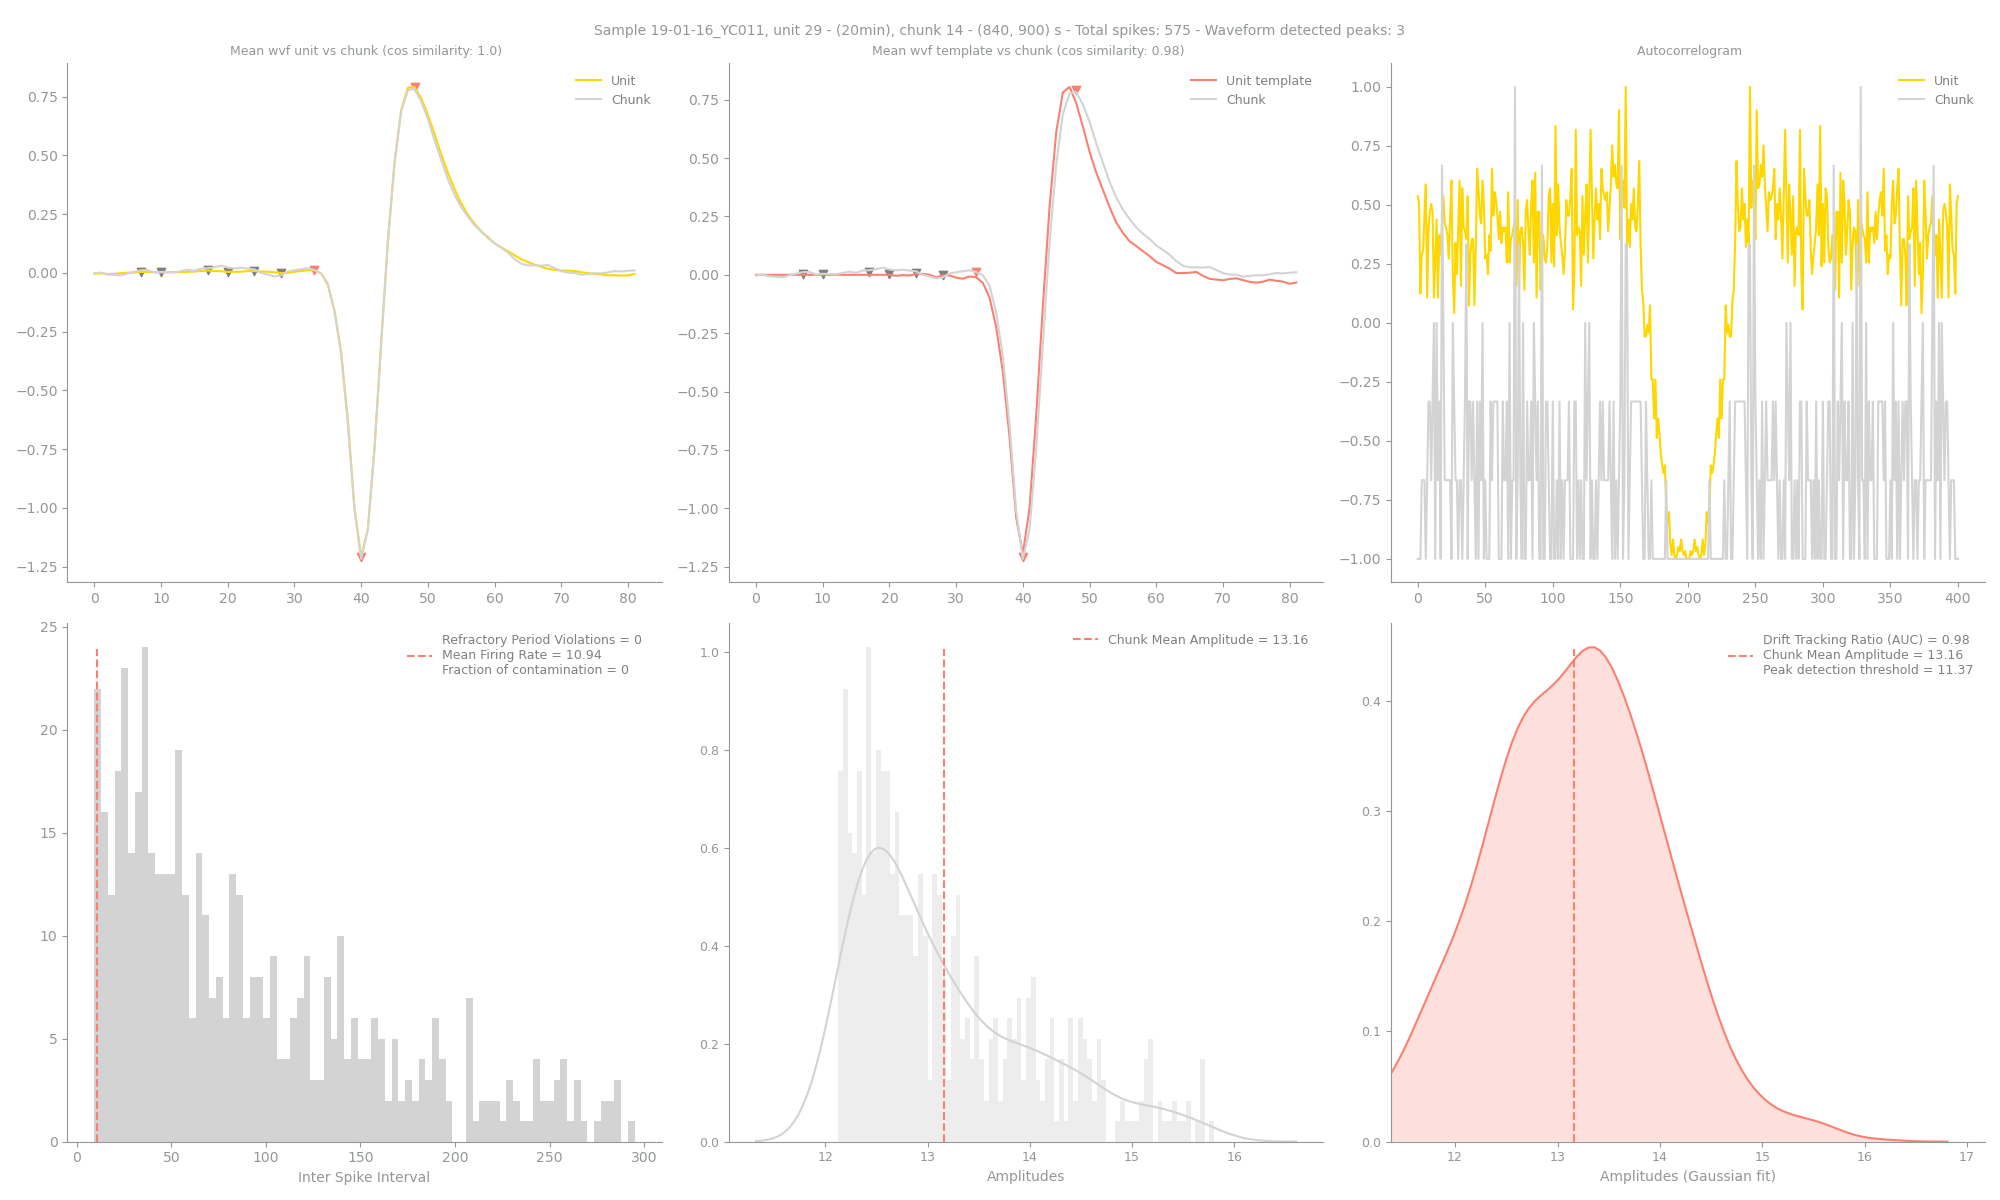 Sample 19-01-16_YC011, unit 29 - (20min), chunk 14 - (840, 900) s - Total spikes: 575 - Waveform detected peaks: 3
Mean wvf unit vs chunk (cos similarity: 1.0)
Unit
Chunk
0.75
0.50
0.25
0.00
−0.25
−0.50
−0.75
−1.00
−1.25
0 10 20 30 40 50 60 70 80
Mean wvf template vs chunk (cos similarity: 0.98)
Unit template
Chunk
0.75
0.50
0.25
0.00
−0.25
−0.50
−0.75
−1.00
−1.25
0 10 20 30 40 50 60 70 80
Autocorrelogram
Unit
Chunk
1.00
0.75
0.50
0.25
0.00
−0.25
−0.50
−0.75
−1.00
0 50 100 150 200 250 300 350 400
Refractory Period Violations = 0
Mean Firing Rate = 10.94
Fraction of contamination = 0
25
20
15
10
5
0
0 50 100 150 200 250 300
Inter Spike Interval
Chunk Mean Amplitude = 13.16
1.0
0.8
0.6
0.4
0.2
0.0
12 13 14 15 16
Amplitudes
Drift Tracking Ratio (AUC) = 0.98
Chunk Mean Amplitude = 13.16
Peak detection threshold = 11.37
0.4
0.3
0.2
0.1
0.0
12 13 14 15 16 17
Amplitudes (Gaussian fit)